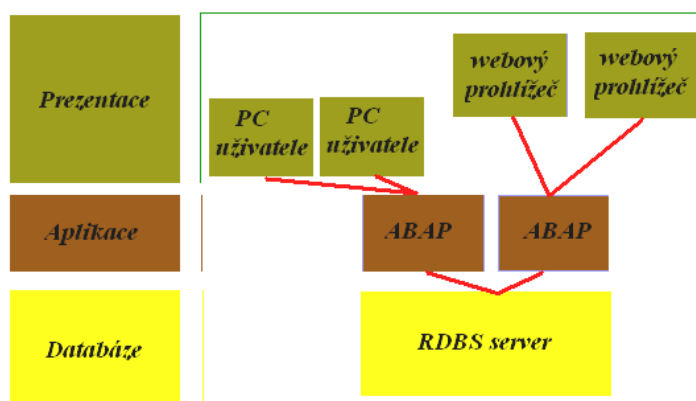 Prezentace
PC
uživatele
PC
uživatele
webový
prohlížeč
webový
prohlížeč
Aplikace
ABAP
ABAP
Databáze
RDBS server